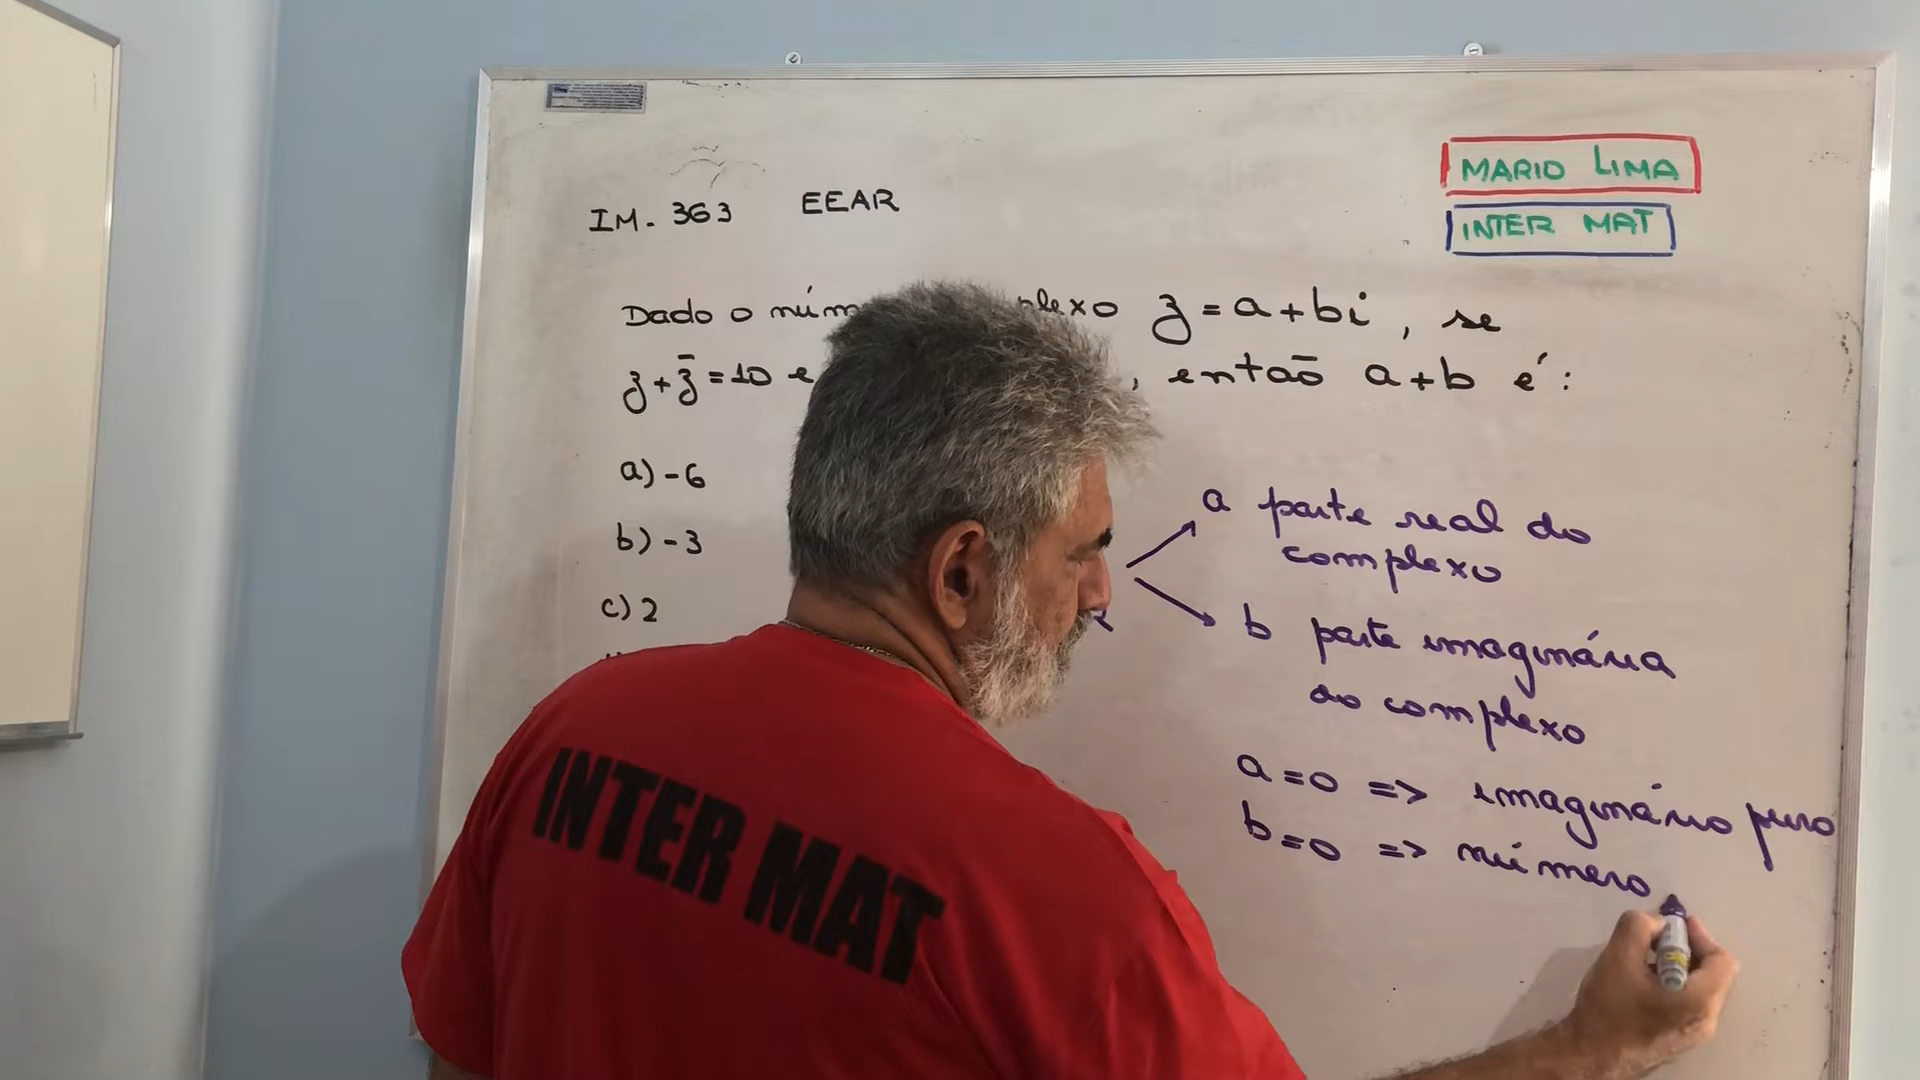 MARIO LIMA
INTER MAT
IM. 363 EEAR
Dado o núm plexo z = a + bi, se
z + z̄ = 10 e , então a + b é:
a) -6
b) -3
c) 2
a parte real do
complexo
b parte imaginária
do complexo
a = 0 => imaginário puro
b = 0 => número
INTER MAT